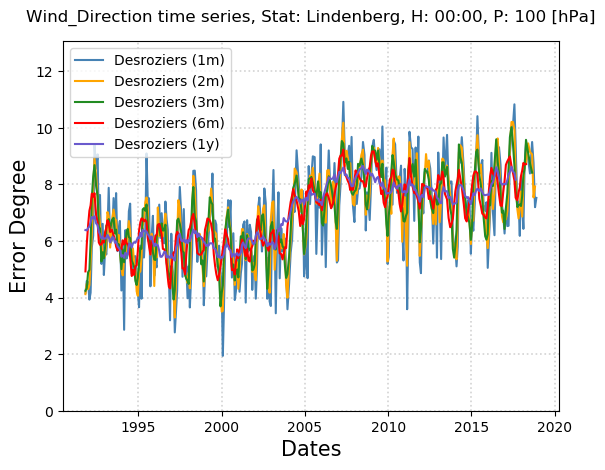 Wind_Direction time series, Stat: Lindenberg, H: 00:00, P: 100 [hPa]
Desroziers (1m)
Desroziers (2m)
Desroziers (3m)
Desroziers (6m)
Desroziers (1y)
Error Degree
12
10
8
6
4
2
0
1995 2000 2005 2010 2015 2020
Dates